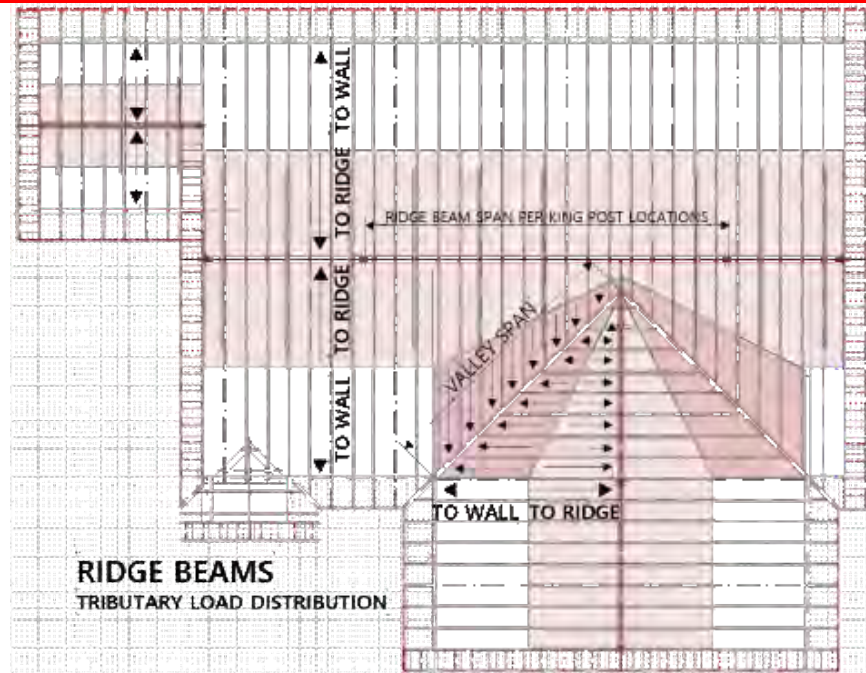 TO WALL
TO RIDGE
RIDGE BEAM SPAN PER KING POST LOCATIONS
TO RIDGE
VALLEY SPAN
TO WALL
TO WALL TO RIDGE
RIDGE BEAMS
TRIBUTARY LOAD DISTRIBUTION